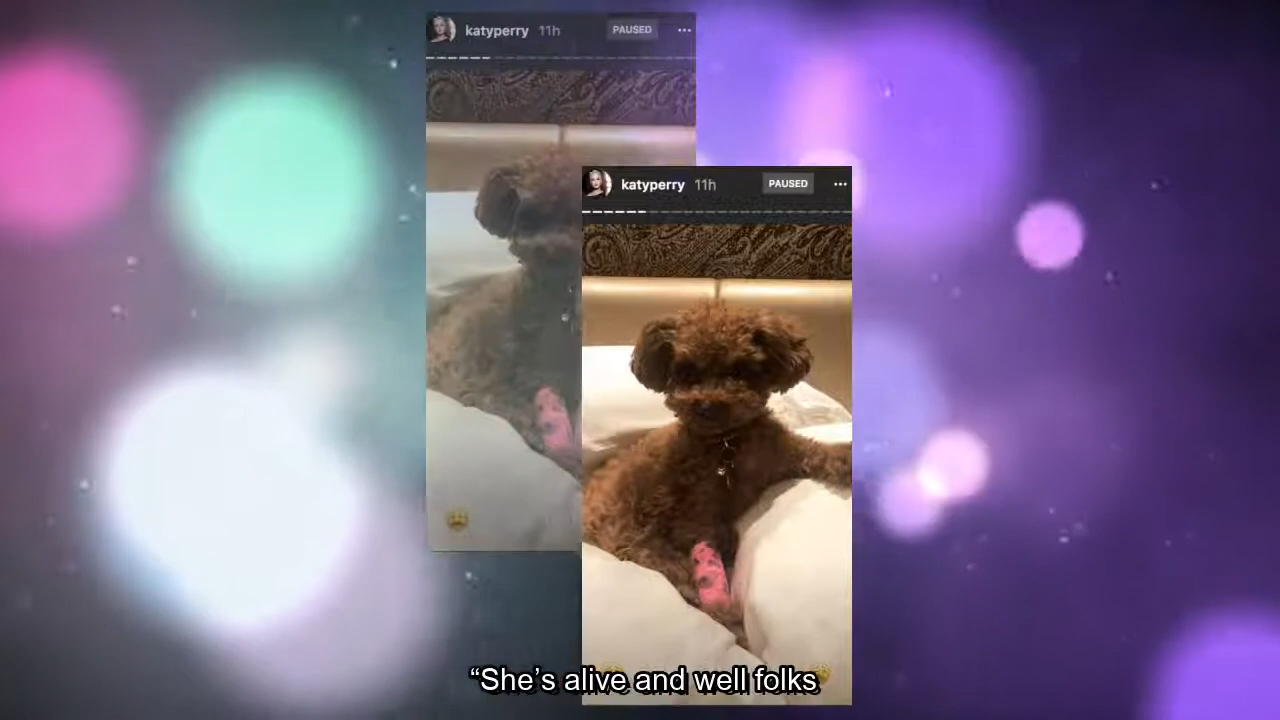 katyperry 11h PAUSED
katyperry 11h PAUSED
“She’s alive and well folks